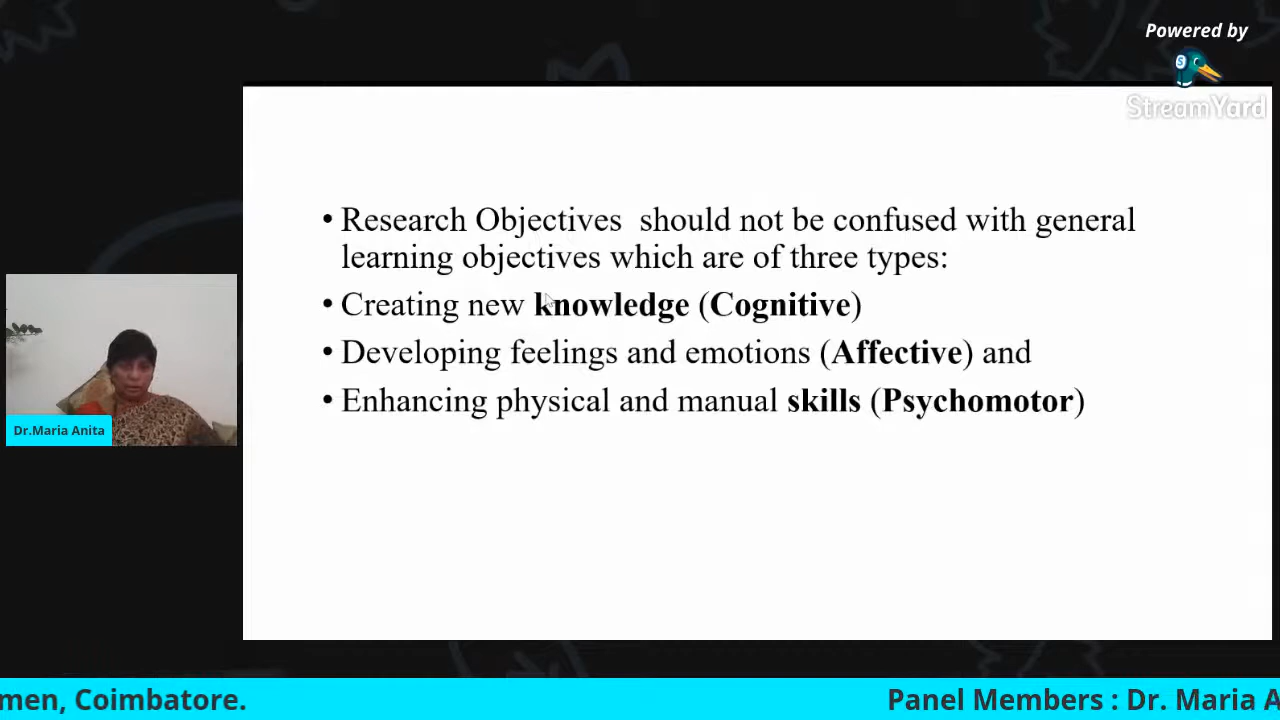 Powered by
StreamYard
• Research Objectives  should not be confused with general
learning objectives which are of three types:
• Creating new knowledge (Cognitive)
• Developing feelings and emotions (Affective) and
• Enhancing physical and manual skills (Psychomotor)
Dr.Maria Anita
men, Coimbatore.
Panel Members : Dr. Maria A